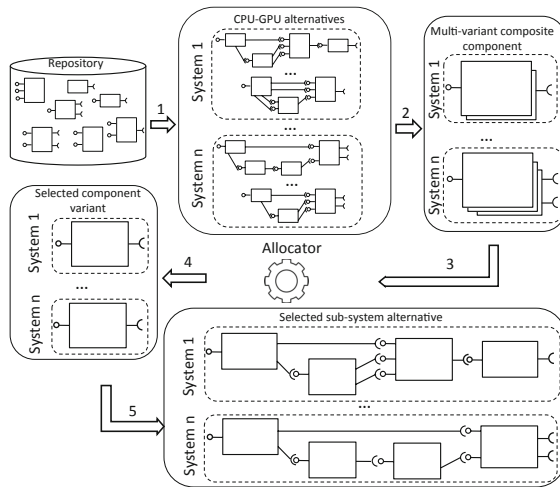 Repository
1
CPU-GPU alternatives
System 1
...
...
System n
...
2
Multi-variant composite
component
System 1
...
System n
3
Allocator
4
Selected component
variant
System 1
...
System n
5
Selected sub-system alternative
System 1
...
System n